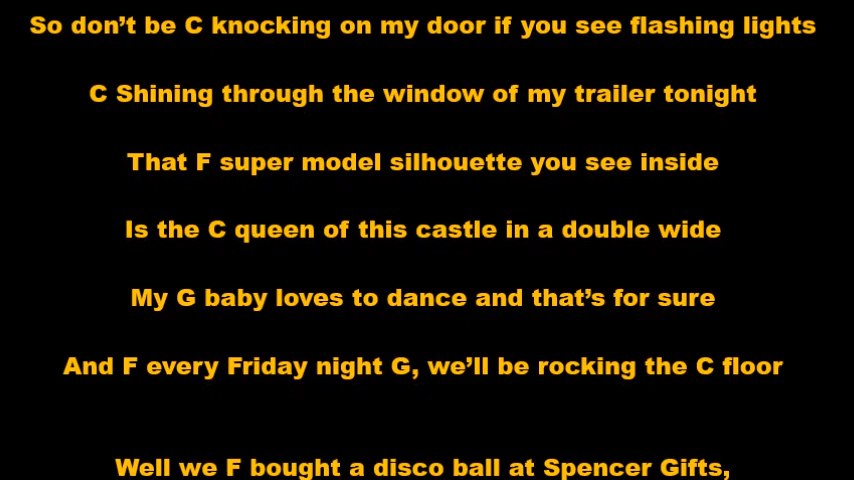 So don’t be C knocking on my door if you see flashing lights
C Shining through the window of my trailer tonight
That F super model silhouette you see inside
Is the C queen of this castle in a double wide
My G baby loves to dance and that’s for sure
And F every Friday night G, we’ll be rocking the C floor
Well we F bought a disco ball at Spencer Gifts,